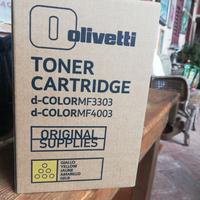 olivetti
TONER
CARTRIDGE
d-COLORMF3303
d-COLORMF4003
ORIGINAL
SUPPLIES
GIALLO
YELLOW
JAUNE
AMARILLO
GELB